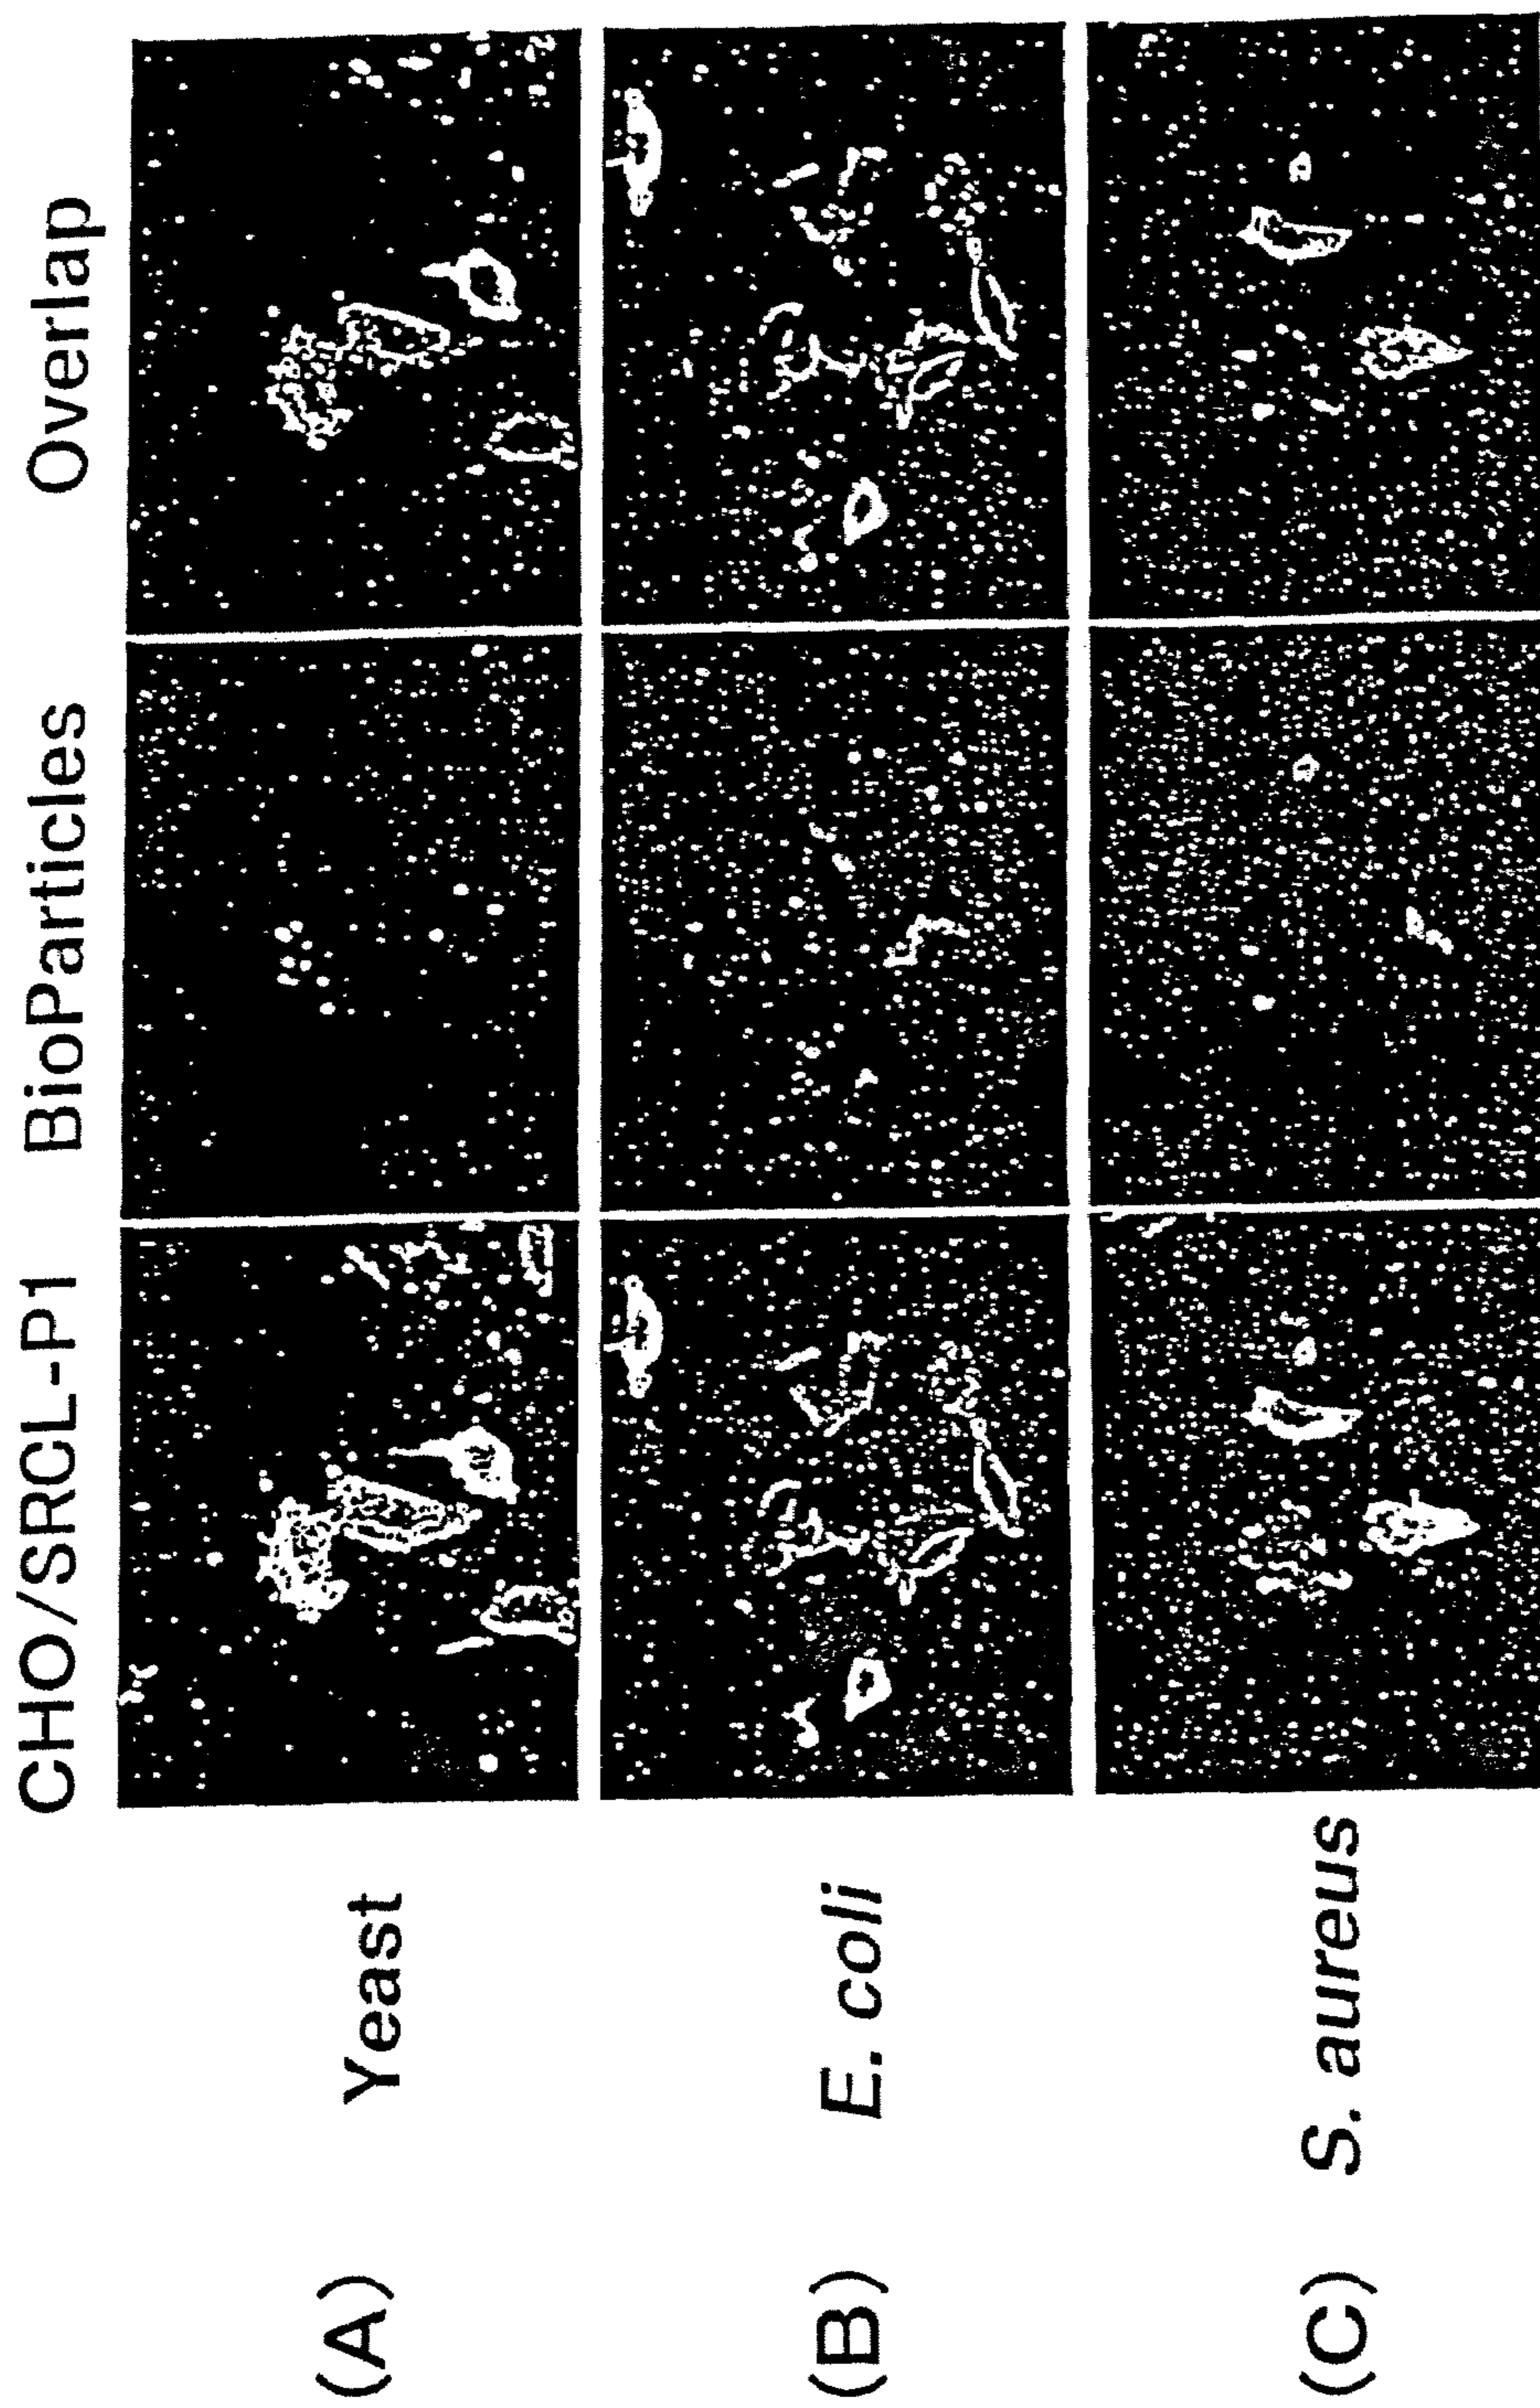 CHO/SRCL-P1 BioParticles Overlap
(A) Yeast
(B) E. coli
(C) S. aureus